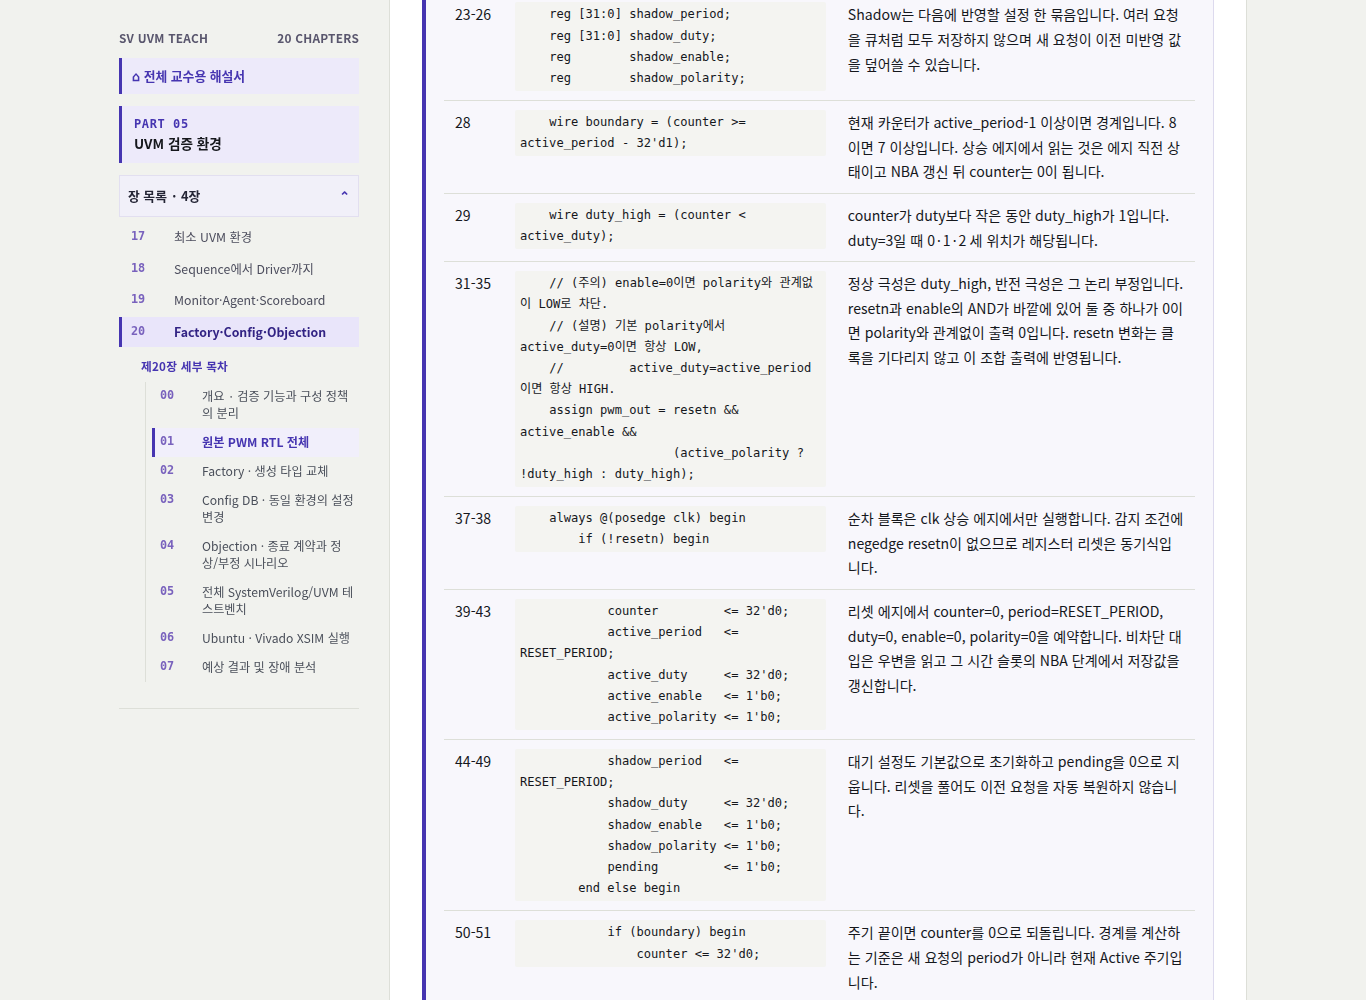 SV UVM TEACH 20 CHAPTERS
⌂ 전체 교수용 해설서
PART 05
UVM 검증 환경
장 목록 · 4장
17 최소 UVM 환경
18 Sequence에서 Driver까지
19 Monitor·Agent·Scoreboard
20 Factory·Config·Objection
제20장 세부 목차
00 개요 · 검증 기능과 구성 정책
의 분리
01 원본 PWM RTL 전체
02 Factory · 생성 타입 교체
03 Config DB · 동일 환경의 설정
변경
04 Objection · 종료 계약과 정
상/부정 시나리오
05 전체 SystemVerilog/UVM 테
스트벤치
06 Ubuntu · Vivado XSIM 실행
07 예상 결과 및 장애 분석
23-26
reg [31:0] shadow_period;
reg [31:0] shadow_duty;
reg        shadow_enable;
reg        shadow_polarity;
Shadow는 다음에 반영할 설정 한 묶음입니다. 여러 요청
을 큐처럼 모두 저장하지 않으며 새 요청이 이전 미반영 값
을 덮어쓸 수 있습니다.
28
wire boundary = (counter >=
active_period - 32'd1);
현재 카운터가 active_period-1 이상이면 경계입니다. 8
이면 7 이상입니다. 상승 에지에서 읽는 것은 에지 직전 상
태이고 NBA 갱신 뒤 counter는 0이 됩니다.
29
wire duty_high = (counter <
active_duty);
counter가 duty보다 작은 동안 duty_high가 1입니다.
duty=3일 때 0·1·2 세 위치가 해당됩니다.
31-35
// (주의) enable=0이면 polarity와 관계없
이 LOW로 차단.
// (설명) 기본 polarity에서
active_duty=0이면 항상 LOW,
//         active_duty=active_period
이면 항상 HIGH.
assign pwm_out = resetn &&
active_enable &&
(active_polarity ?
!duty_high : duty_high);
정상 극성은 duty_high, 반전 극성은 그 논리 부정입니다.
resetn과 enable의 AND가 바깥에 있어 둘 중 하나가 0이
면 polarity와 관계없이 출력 0입니다. resetn 변화는 클
록을 기다리지 않고 이 조합 출력에 반영됩니다.
37-38
always @(posedge clk) begin
if (!resetn) begin
순차 블록은 clk 상승 에지에서만 실행합니다. 감지 조건에
negedge resetn이 없으므로 레지스터 리셋은 동기식입
니다.
39-43
counter         <= 32'd0;
active_period   <=
RESET_PERIOD;
active_duty     <= 32'd0;
active_enable   <= 1'b0;
active_polarity <= 1'b0;
리셋 에지에서 counter=0, period=RESET_PERIOD,
duty=0, enable=0, polarity=0을 예약합니다. 비차단 대
입은 우변을 읽고 그 시간 슬롯의 NBA 단계에서 저장값을
갱신합니다.
44-49
shadow_period   <=
RESET_PERIOD;
shadow_duty     <= 32'd0;
shadow_enable   <= 1'b0;
shadow_polarity <= 1'b0;
pending         <= 1'b0;
end else begin
대기 설정도 기본값으로 초기화하고 pending을 0으로 지
웁니다. 리셋을 풀어도 이전 요청을 자동 복원하지 않습니
다.
50-51
if (boundary) begin
counter <= 32'd0;
주기 끝이면 counter를 0으로 되돌립니다. 경계를 계산하
는 기준은 새 요청의 period가 아니라 현재 Active 주기입
니다.